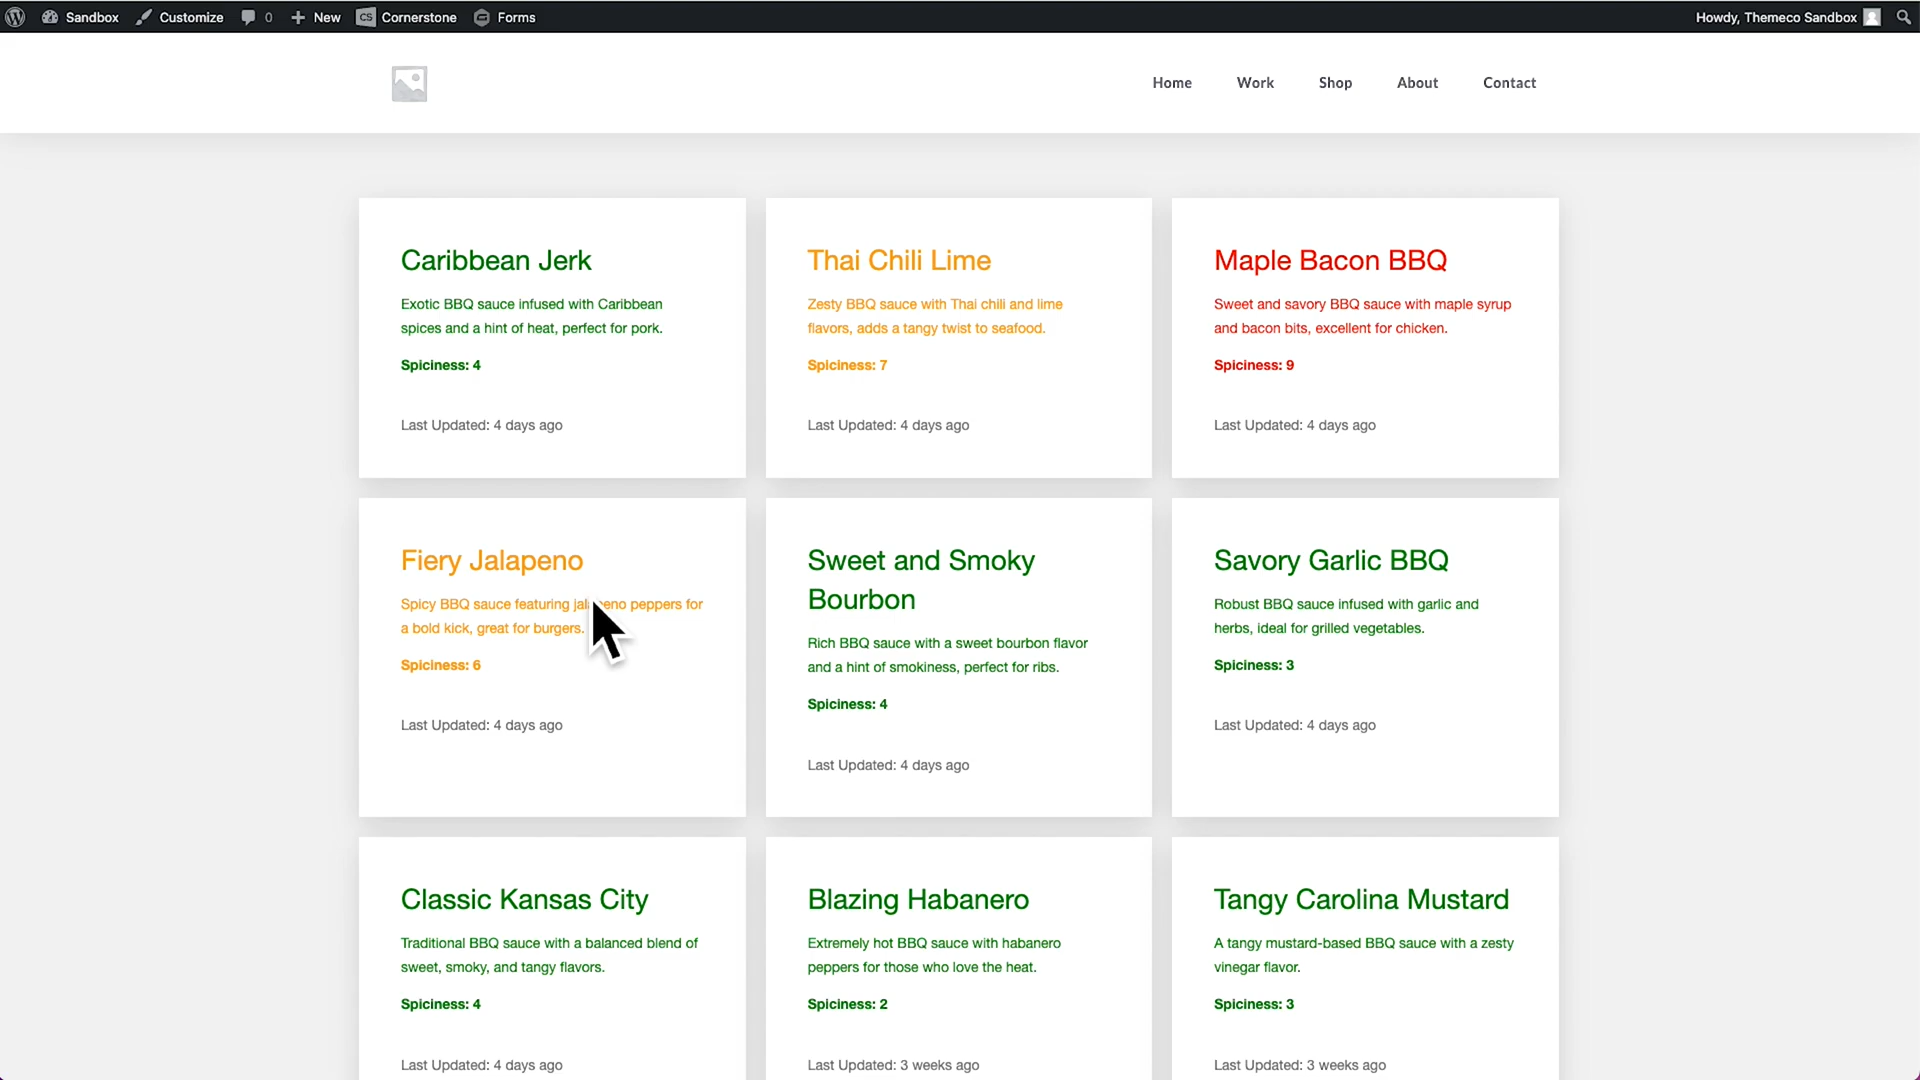 Sandbox Customize 0 New CS Cornerstone Forms Howdy, Themeco Sandbox
Home Work Shop About Contact
Caribbean Jerk
Exotic BBQ sauce infused with Caribbean
spices and a hint of heat, perfect for pork.
Spiciness: 4
Last Updated: 4 days ago
Thai Chili Lime
Zesty BBQ sauce with Thai chili and lime
flavors, adds a tangy twist to seafood.
Spiciness: 7
Last Updated: 4 days ago
Maple Bacon BBQ
Sweet and savory BBQ sauce with maple syrup
and bacon bits, excellent for chicken.
Spiciness: 9
Last Updated: 4 days ago
Fiery Jalapeno
Spicy BBQ sauce featuring peppers for
a bold kick, great for burgers.
Spiciness: 6
Last Updated: 4 days ago
Sweet and Smoky
Bourbon
Rich BBQ sauce with a sweet bourbon flavor
and a hint of smokiness, perfect for ribs.
Spiciness: 4
Last Updated: 4 days ago
Savory Garlic BBQ
Robust BBQ sauce infused with garlic and
herbs, ideal for grilled vegetables.
Spiciness: 3
Last Updated: 4 days ago
Classic Kansas City
Traditional BBQ sauce with a balanced blend of
sweet, smoky, and tangy flavors.
Spiciness: 4
Last Updated: 4 days ago
Blazing Habanero
Extremely hot BBQ sauce with habanero
peppers for those who love the heat.
Spiciness: 2
Last Updated: 3 weeks ago
Tangy Carolina Mustard
A tangy mustard-based BBQ sauce with a zesty
vinegar flavor.
Spiciness: 3
Last Updated: 3 weeks ago